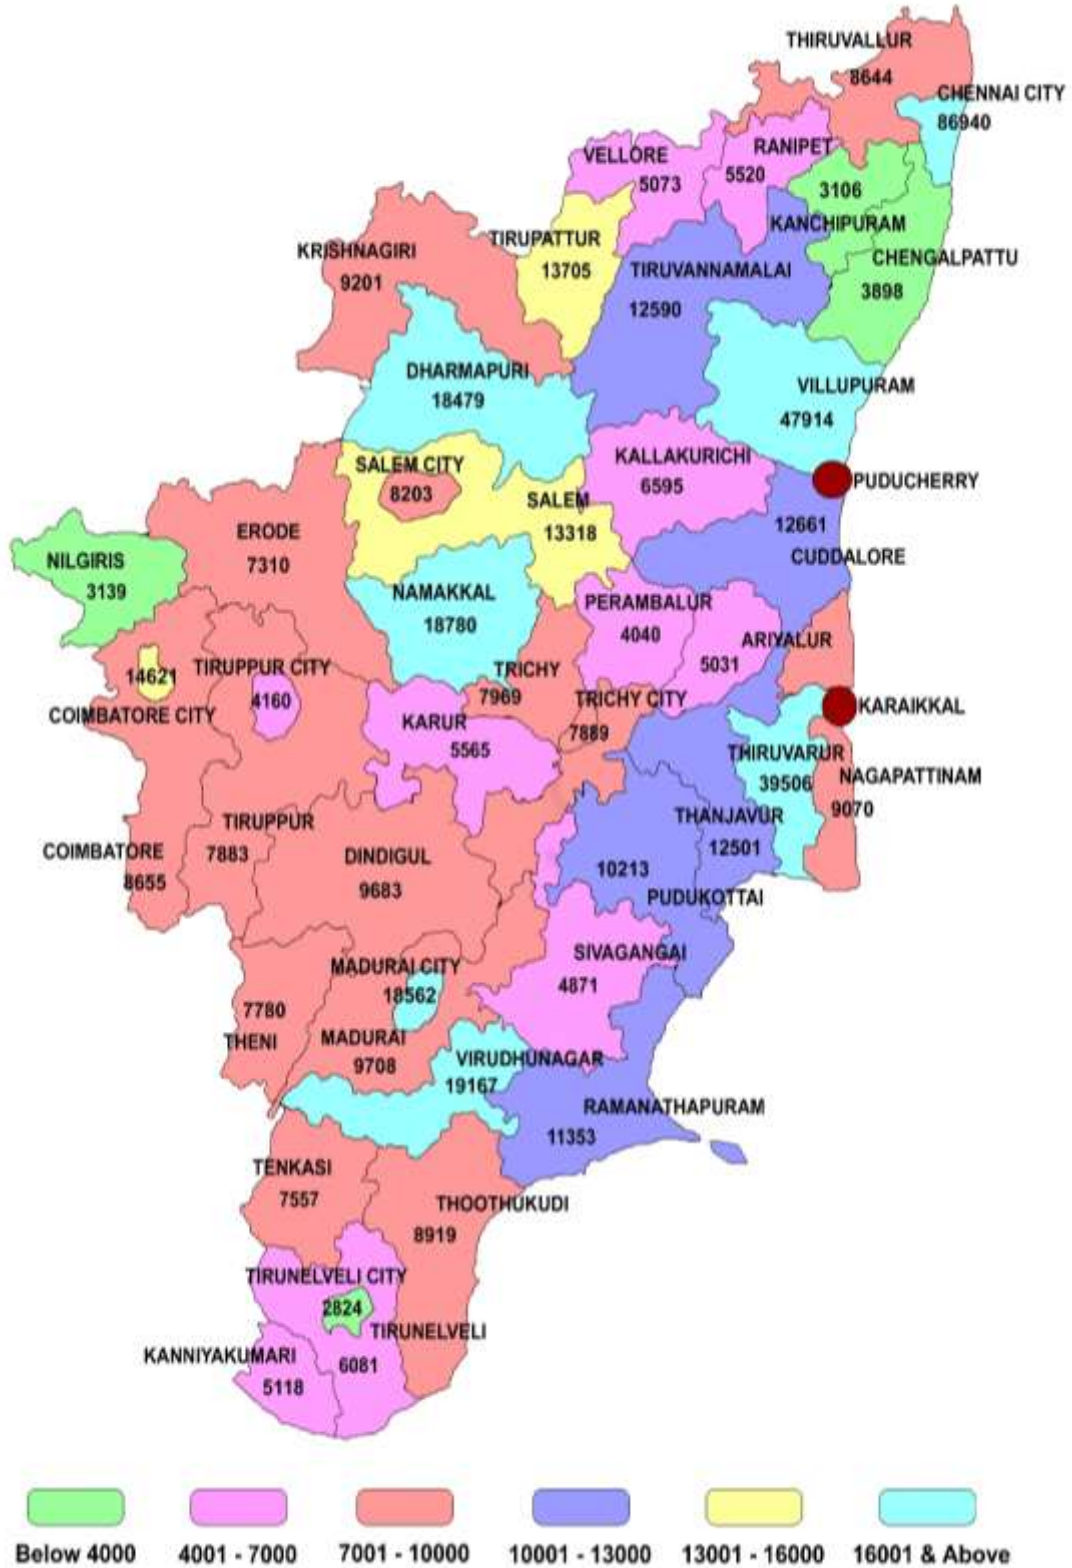 THIRUVALLUR
8644
CHENNAI CITY
86940
RANIPET
5520
VELLORE
5073
3106
KANCHIPURAM
CHENGALPATTU
3898
TIRUPATTUR
13705
KRISHNAGIRI
9201
TIRUVANNAMALAI
12590
DHARMAPURI
18479
VILLUPURAM
47914
SALEM CITY
8203
KALLAKURICHI
6595
PUDUCHERRY
SALEM
13318
12661
CUDDALORE
ERODE
7310
NILGIRIS
3139
NAMAKKAL
18780
PERAMBALUR
4040
ARIYALUR
5031
14621
COIMBATORE CITY
TIRUPPUR CITY
4160
TRICHY
7969
TRICHY CITY
7889
KARAIKKAL
KARUR
5565
THIRUVARUR
39506
NAGAPATTINAM
9070
TIRUPPUR
7883
THANJAVUR
12501
COIMBATORE
8655
DINDIGUL
9683
10213
PUDUKOTTAI
SIVAGANGAI
4871
MADURAI CITY
18562
7780
THENI
MADURAI
9708
VIRUDHUNAGAR
19167
RAMANATHAPURAM
11353
TENKASI
7557
THOOTHUKUDI
8919
TIRUNELVELI CITY
2824
TIRUNELVELI
6081
KANNIYAKUMARI
5118
Below 4000
4001 - 7000
7001 - 10000
10001 - 13000
13001 - 16000
16001 & Above